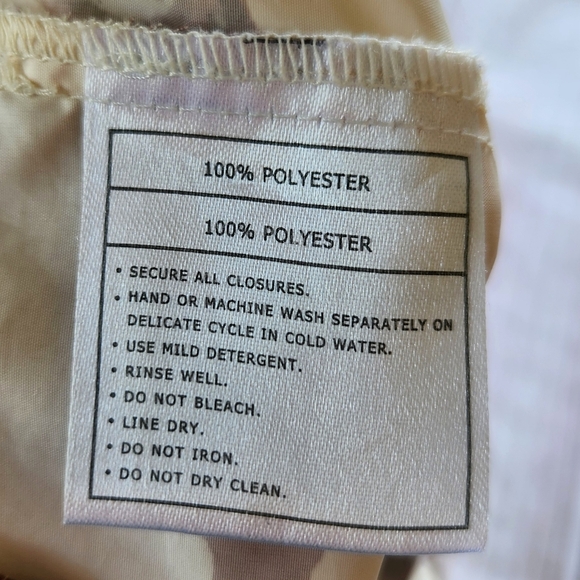 100% POLYESTER
100% POLYESTER
• SECURE ALL CLOSURES.
• HAND OR MACHINE WASH SEPARATELY ON
DELICATE CYCLE IN COLD WATER.
• USE MILD DETERGENT.
• RINSE WELL.
• DO NOT BLEACH.
• LINE DRY.
• DO NOT IRON.
• DO NOT DRY CLEAN.